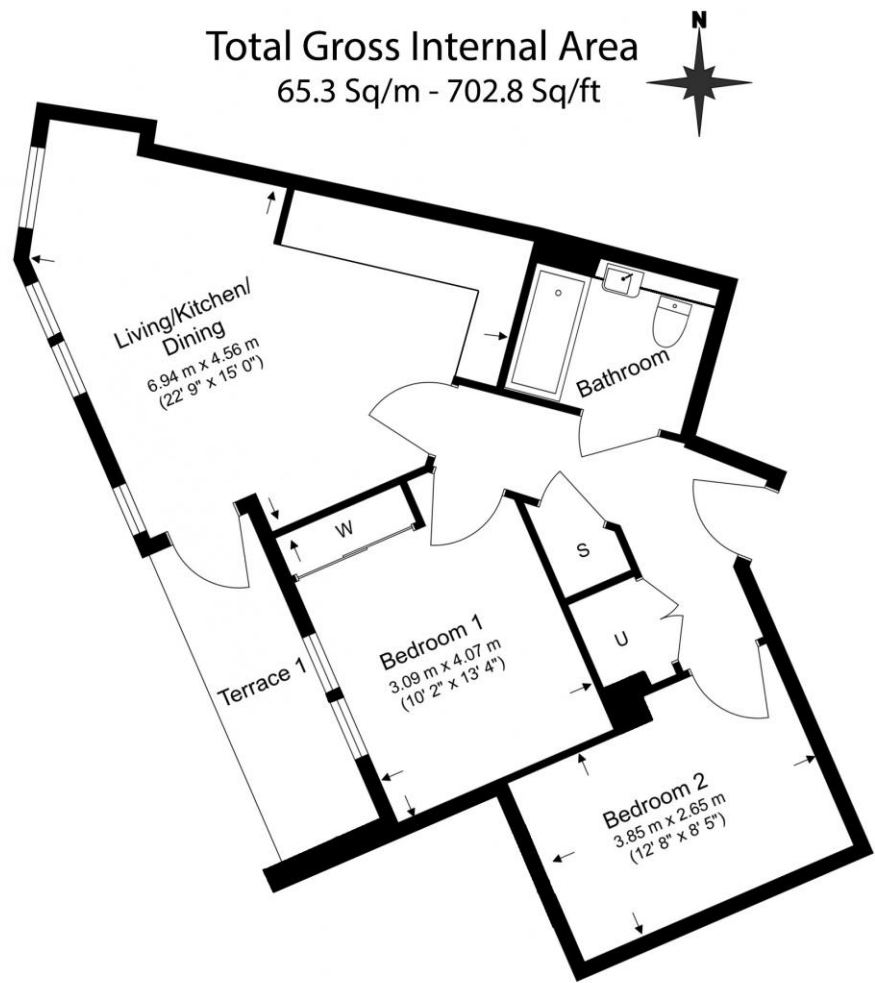 N
Total Gross Internal Area
65.3 Sq/m - 702.8 Sq/ft
Living/Kitchen/
Dining
6.94 m x 4.56 m
(22' 9" x 15' 0")
Bathroom
W
S
U
Bedroom 1
3.09 m x 4.07 m
(10' 2" x 13' 4")
Terrace 1
Bedroom 2
3.85 m x 2.65 m
(12' 8" x 8' 5")